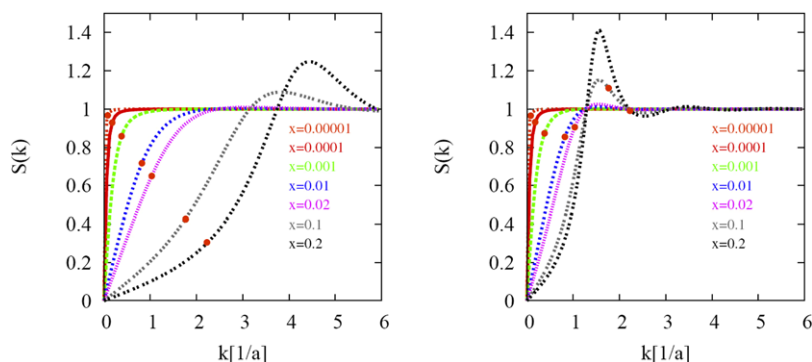 1.4
1.2
1
0.8
0.6
0.4
0.2
0
S(k)
x=0.00001
x=0.0001
x=0.001
x=0.01
x=0.02
x=0.1
x=0.2
0 1 2 3 4 5 6
k[1/a]
1.4
1.2
1
0.8
0.6
0.4
0.2
0
S(k)
x=0.00001
x=0.0001
x=0.001
x=0.01
x=0.02
x=0.1
x=0.2
0 1 2 3 4 5 6
k[1/a]